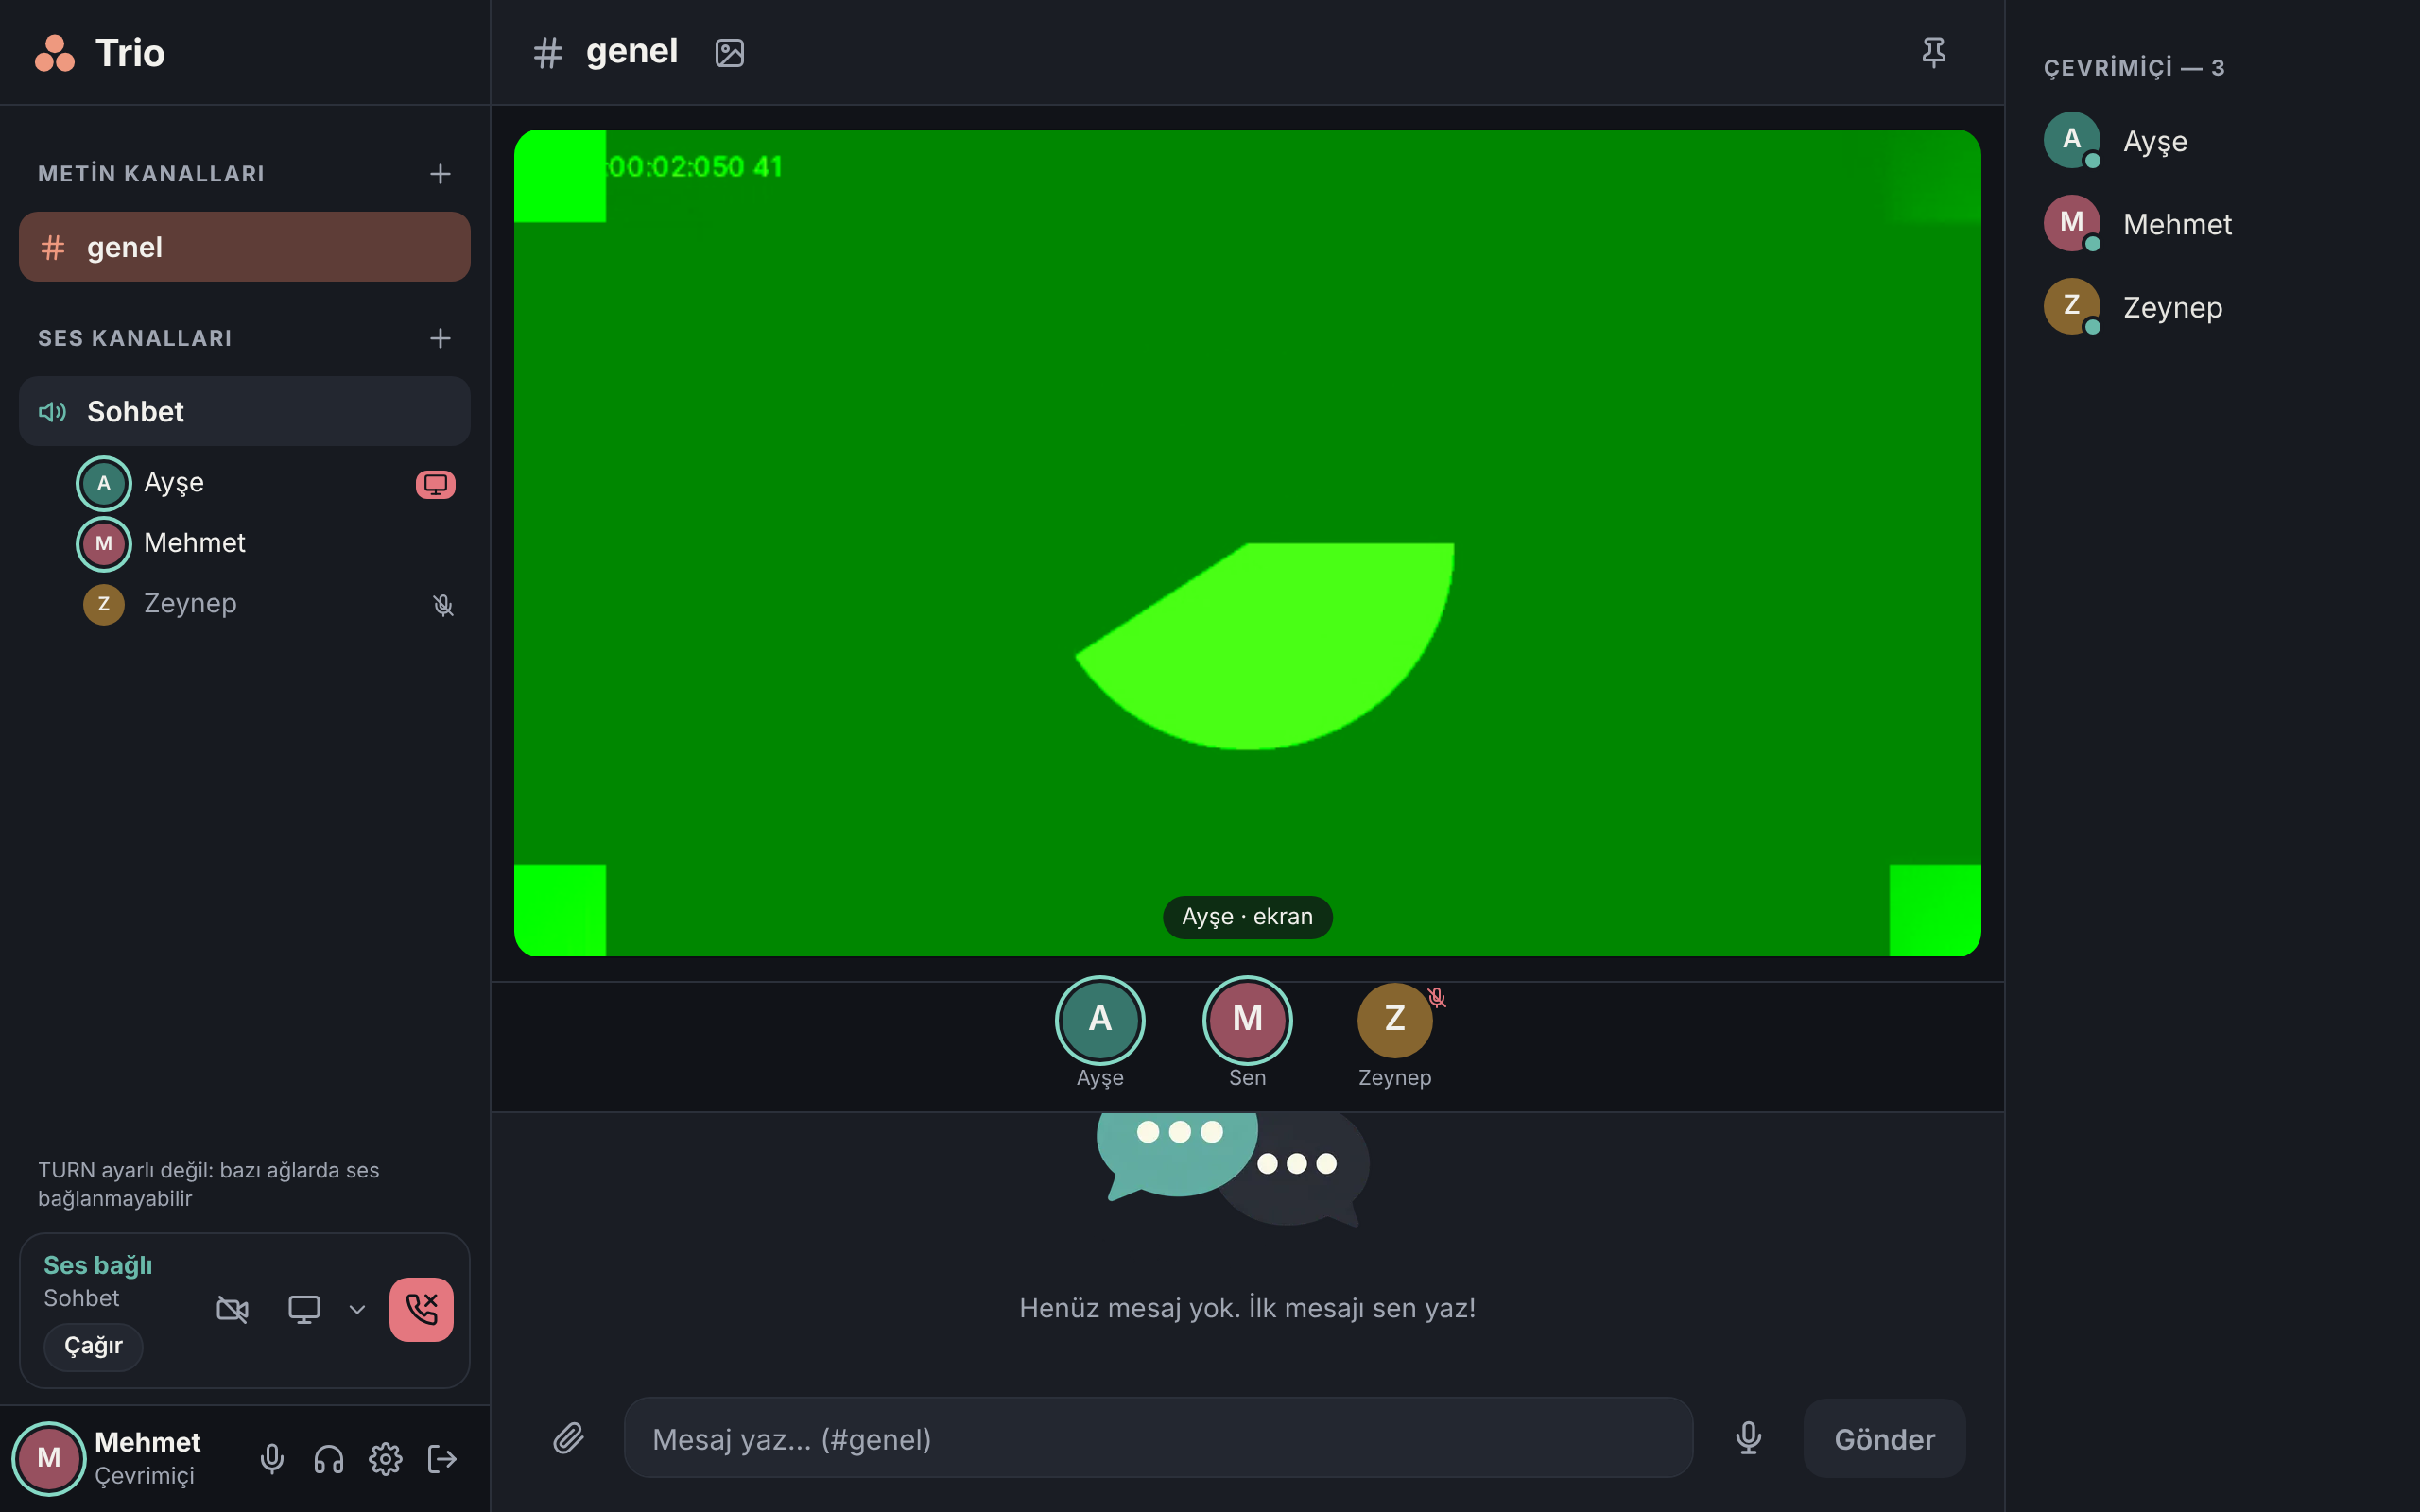 Trio
METİN KANALLARI
genel
SES KANALLARI
Sohbet
A Ayşe
M Mehmet
Z Zeynep
TURN ayarlı değil: bazı ağlarda ses
bağlanmayabilir
Ses bağlı
Sohbet
Çağır
M Mehmet
Çevrimiçi
# genel
:00:02:050 41
Ayşe · ekran
A M Z
Ayşe Sen Zeynep
Henüz mesaj yok. İlk mesajı sen yaz!
Mesaj yaz... (#genel)
Gönder
ÇEVRİMİÇİ — 3
A Ayşe
M Mehmet
Z Zeynep